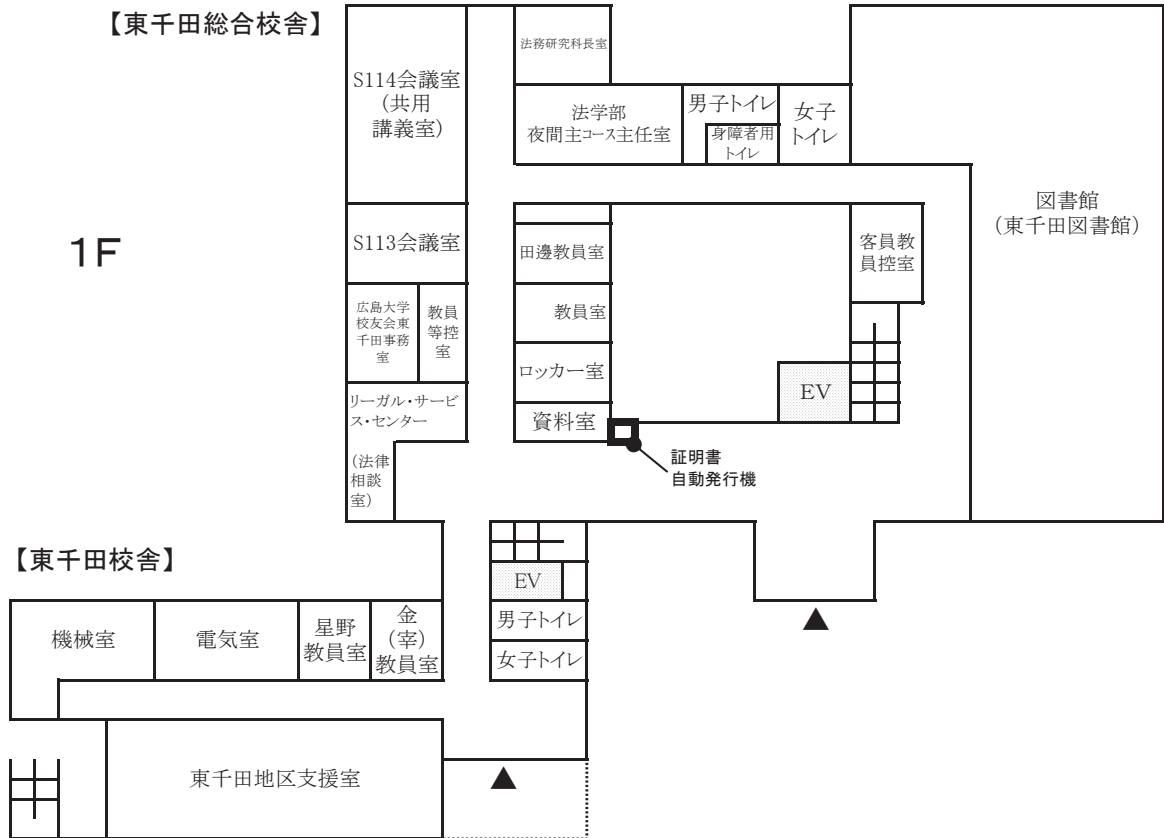 【東千田総合校舎】
1F
S114会議室
(共用
講義室)
法務研究科長室
法学部
夜間主コース主任室
男子トイレ
身障者用
トイレ
女子
トイレ
図書館
(東千田図書館)
S113会議室
田邊教員室
客員教
員控室
広島大学
校友会東
千田事務
室
教員
等控
室
教員室
ロッカー室
EV
リーガル・サービ
ス・センター
資料室
(法律
相談
室)
証明書
自動発行機
【東千田校舎】
EV
機械室
電気室
星野
教員室
金
(宰)
教員室
男子トイレ
女子トイレ
東千田地区支援室